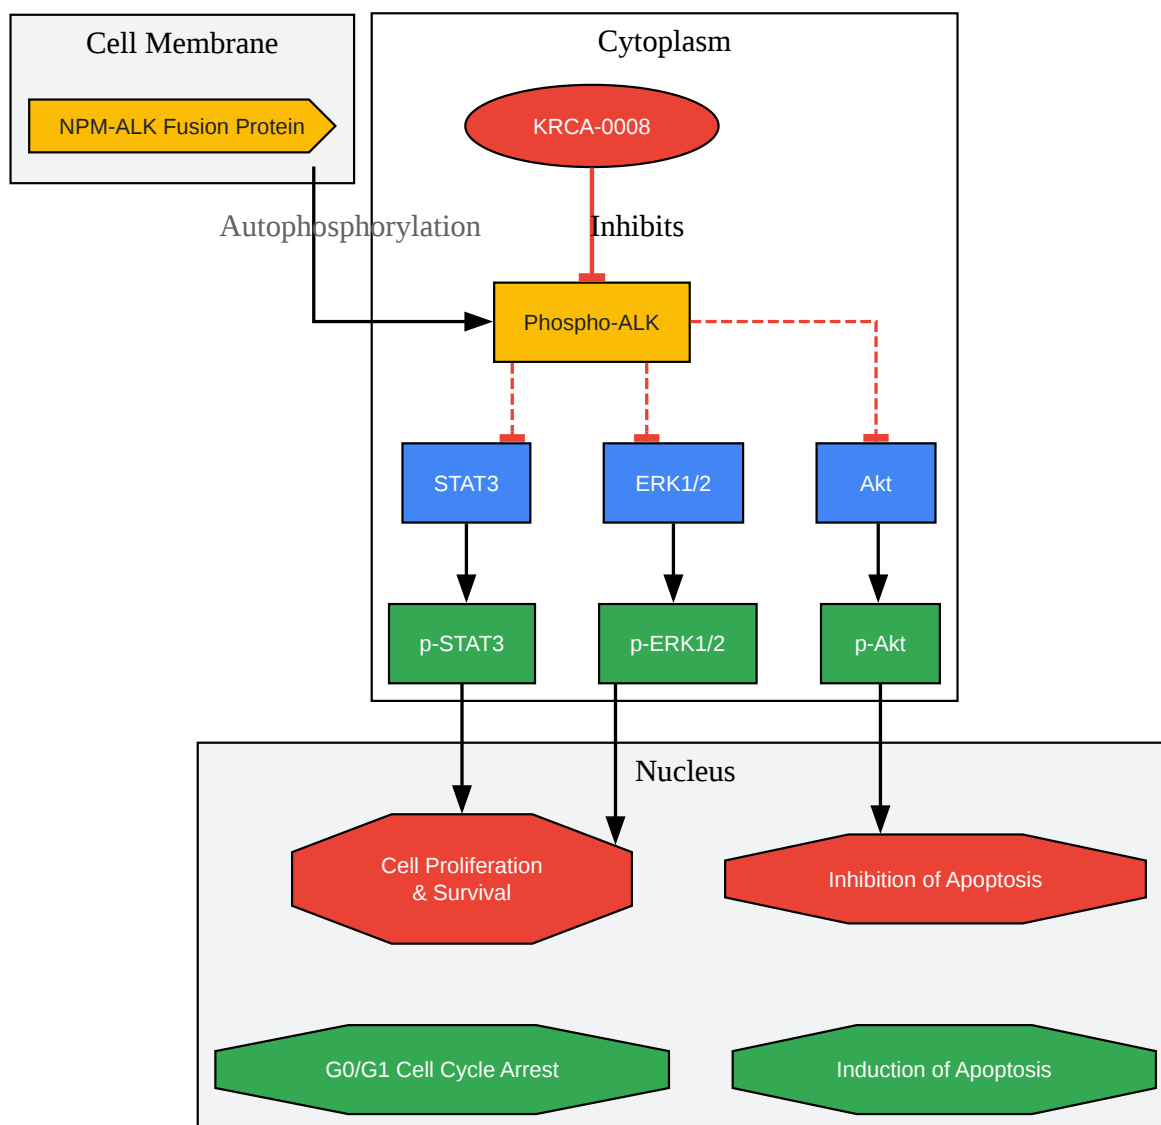 Cell Membrane
Cytoplasm
NPM-ALK Fusion Protein
KRCA-0008
Autophosphorylation
Inhibits
Phospho-ALK
STAT3
ERK1/2
Akt
p-STAT3
p-ERK1/2
p-Akt
Nucleus
Cell Proliferation
& Survival
Inhibition of Apoptosis
G0/G1 Cell Cycle Arrest
Induction of Apoptosis